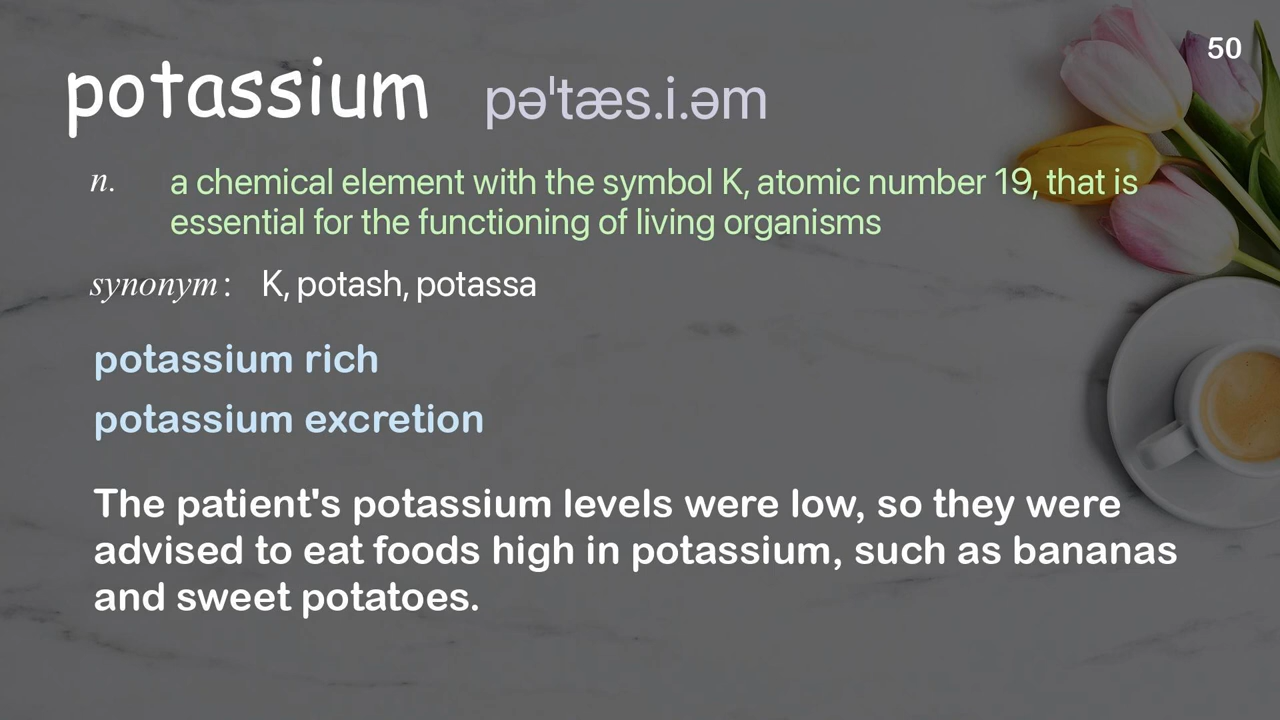 50
potassium pəˈtæs.i.əm
n. a chemical element with the symbol K, atomic number 19, that is
essential for the functioning of living organisms
synonym : K, potash, potassa
potassium rich
potassium excretion
The patient's potassium levels were low, so they were
advised to eat foods high in potassium, such as bananas
and sweet potatoes.